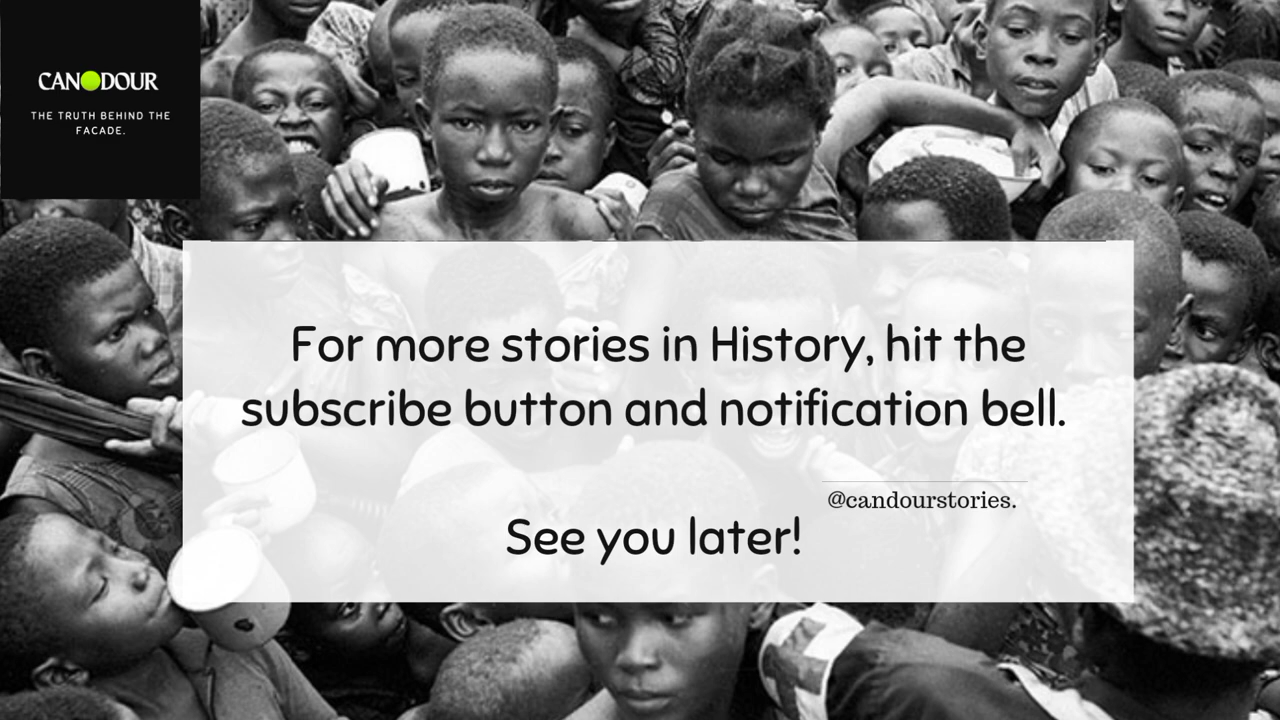 CANDOUR
THE TRUTH BEHIND THE
FACADE.
For more stories in History, hit the
subscribe button and notification bell.
@candourstories.
See you later!